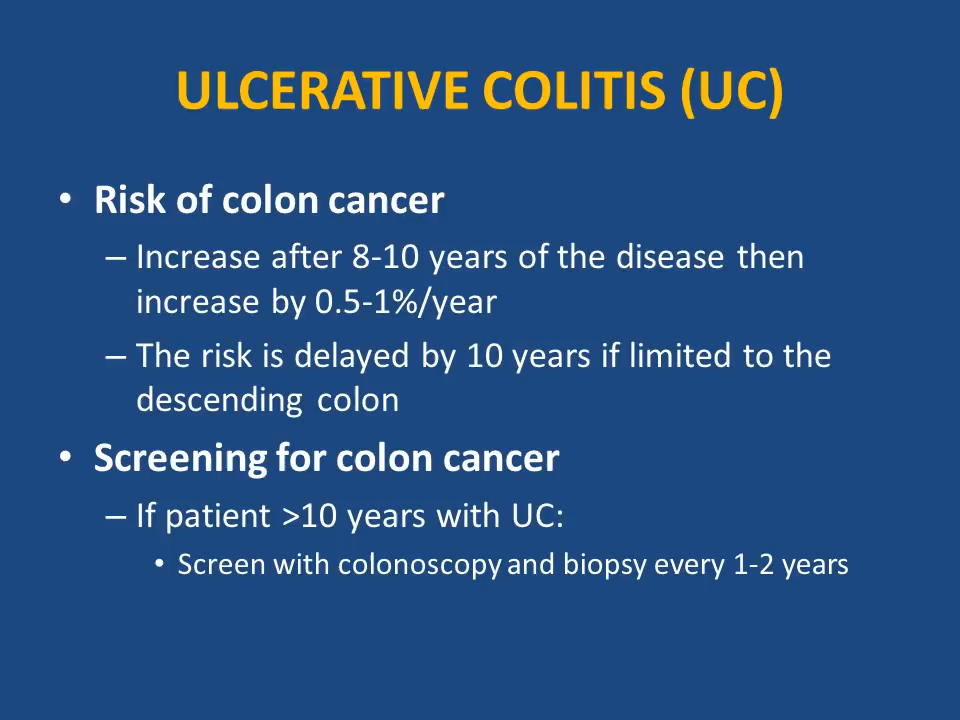 ULCERATIVE COLITIS (UC)
• Risk of colon cancer
– Increase after 8-10 years of the disease then
increase by 0.5-1%/year
– The risk is delayed by 10 years if limited to the
descending colon
• Screening for colon cancer
– If patient >10 years with UC:
• Screen with colonoscopy and biopsy every 1-2 years